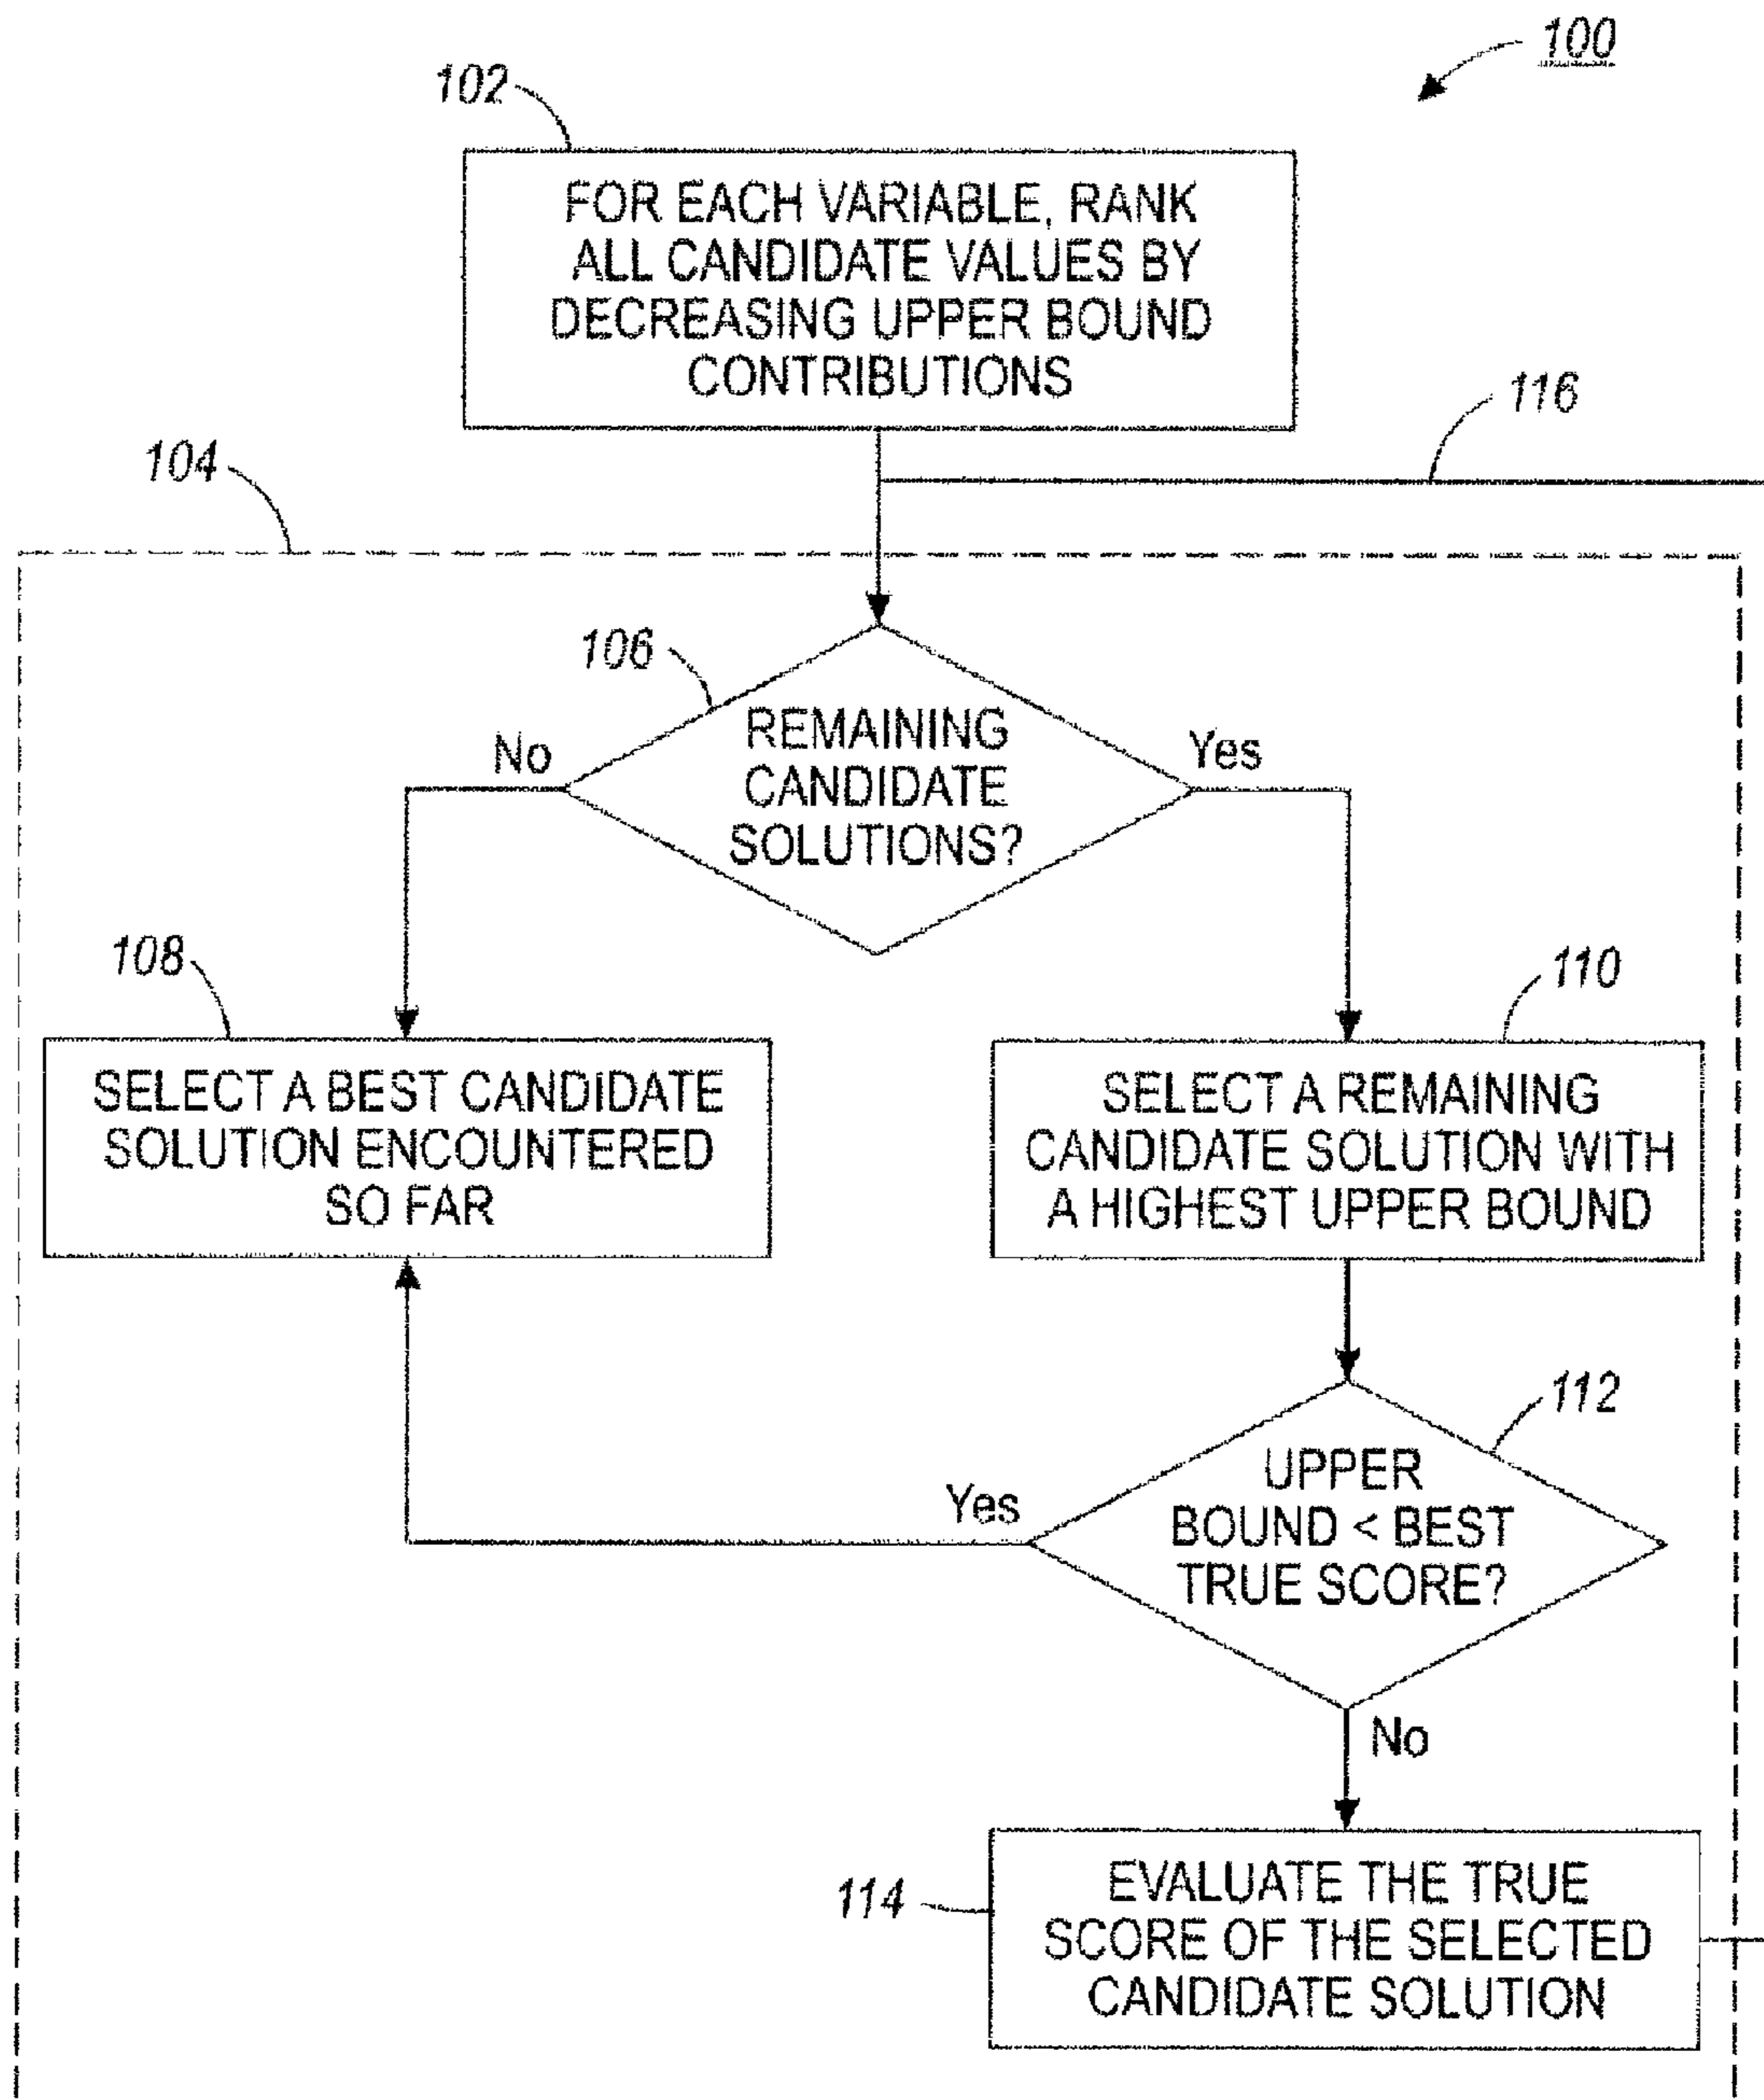 100
102
FOR EACH VARIABLE, RANK
ALL CANDIDATE VALUES BY
DECREASING UPPER BOUND
CONTRIBUTIONS
116
104
106
REMAINING
CANDIDATE
SOLUTIONS?
No
Yes
108
110
SELECT A BEST CANDIDATE
SOLUTION ENCOUNTERED
SO FAR
SELECT A REMAINING
CANDIDATE SOLUTION WITH
A HIGHEST UPPER BOUND
112
UPPER
BOUND < BEST
TRUE SCORE?
Yes
No
114
EVALUATE THE TRUE
SCORE OF THE SELECTED
CANDIDATE SOLUTION